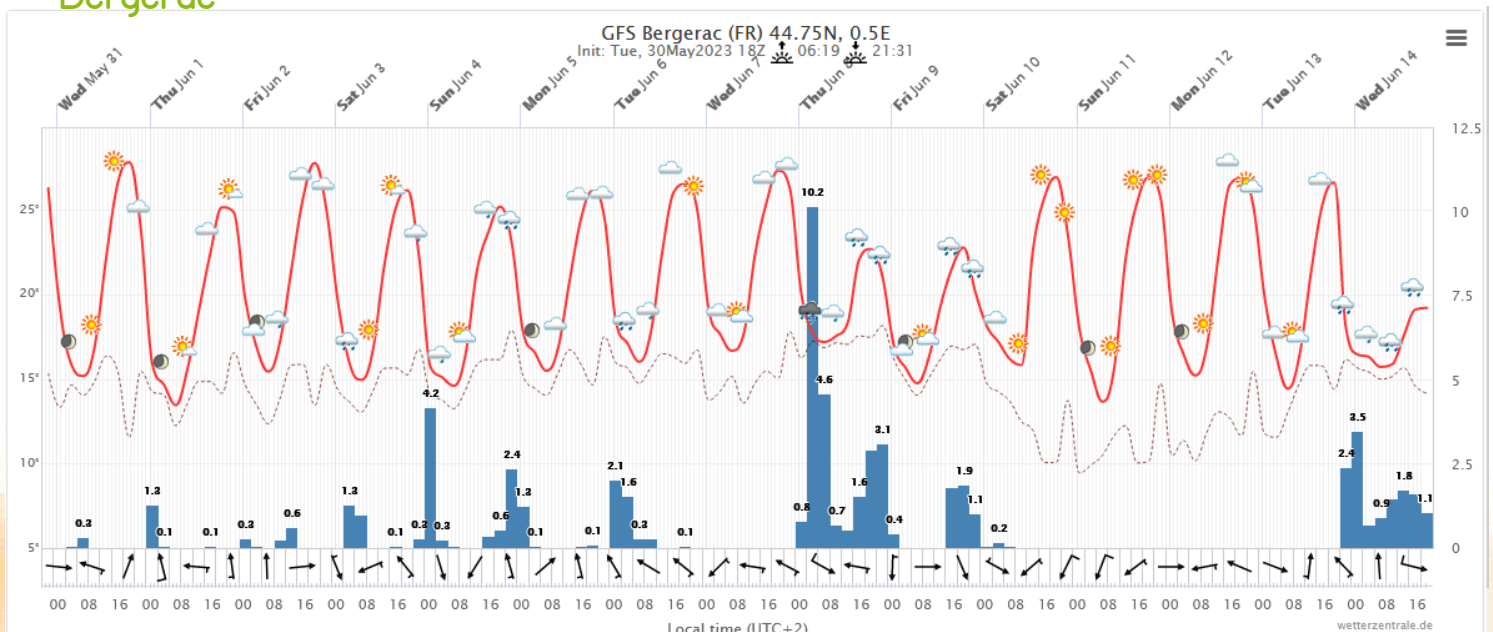 Bergerac
GFS Bergerac (FR) 44.75N, 0.5E
Init: Tue, 30May2023 18Z 06:19 21:31
Wed May 31
Thu Jun 1
Fri Jun 2
Sat Jun 3
Sun Jun 4
Mon Jun 5
Tue Jun 6
Wed Jun 7
Thu Jun 8
Fri Jun 9
Sat Jun 10
Sun Jun 11
Mon Jun 12
Tue Jun 13
Wed Jun 14
12.5
25° 10
20° 7.5
15° 5
10° 2.5
5° 0
0.3 1.3 0.1 0.1 0.3 0.6 1.3 0.1 0.3 4.2 0.3 2.4 1.3 0.1 0.1 2.1 1.6 0.3 0.1 0.8 10.2 4.6 0.7 1.6 3.1 0.4 1.9 1.1 0.2 2.4 3.5 0.9 1.8 1.1
00 08 16 00 08 16 00 08 16 00 08 16 00 08 16 00 08 16 00 08 16 00 08 16 00 08 16 00 08 16 00 08 16 00 08 16 00 08 16 00 08 16 00 08 16
Local time (UTC+2)
wetterzentrale.de